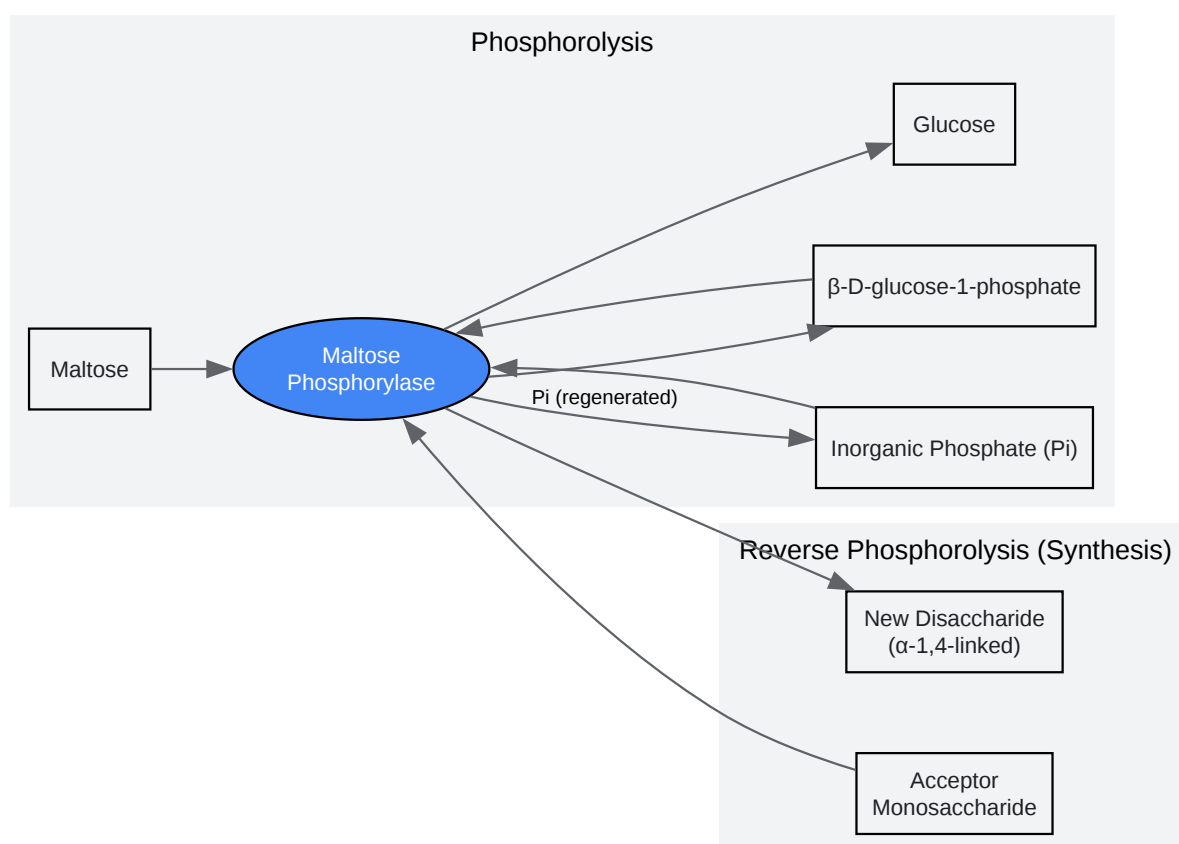 Phosphorolysis
Glucose
β-D-glucose-1-phosphate
Maltose
Maltose
Phosphorylase
Pi (regenerated)
Inorganic Phosphate (Pi)
Reverse Phosphorolysis (Synthesis)
New Disaccharide
(α-1,4-linked)
Acceptor
Monosaccharide